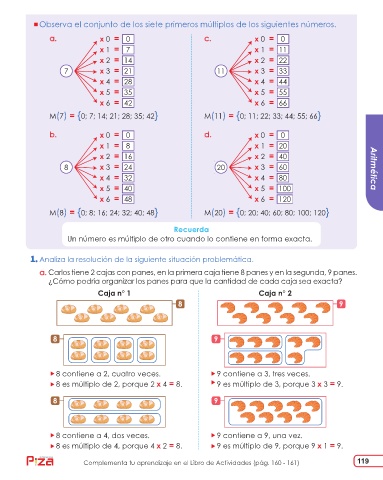 Observa el conjunto de los siete primeros múltiplos de los siguientes números.
a.
7
x 0 = 0
x 1 = 7
x 2 = 14
x 3 = 21
x 4 = 28
x 5 = 35
x 6 = 42
M(7) = {0; 7; 14; 21; 28; 35; 42}
c.
11
x 0 = 0
x 1 = 11
x 2 = 22
x 3 = 33
x 4 = 44
x 5 = 55
x 6 = 66
M(11) = {0; 11; 22; 33; 44; 55; 66}
b.
8
x 0 = 0
x 1 = 8
x 2 = 16
x 3 = 24
x 4 = 32
x 5 = 40
x 6 = 48
M(8) = {0; 8; 16; 24; 32; 40; 48}
d.
20
x 0 = 0
x 1 = 20
x 2 = 40
x 3 = 60
x 4 = 80
x 5 = 100
x 6 = 120
M(20) = {0; 20; 40; 60; 80; 100; 120}
Aritmética
Recuerda
Un número es múltiplo de otro cuando lo contiene en forma exacta.
1. Analiza la resolución de la siguiente situación problemática.
a. Carlos tiene 2 cajas con panes, en la primera caja tiene 8 panes y en la segunda, 9 panes.
¿Cómo podría organizar los panes para que la cantidad de cada caja sea exacta?
Caja n° 1
8
8
8 contiene a 2, cuatro veces.
8 es múltiplo de 2, porque 2 x 4 = 8.
8
8 contiene a 4, dos veces.
8 es múltiplo de 4, porque 4 x 2 = 8.
Caja n° 2
9
9
9 contiene a 3, tres veces.
9 es múltiplo de 3, porque 3 x 3 = 9.
9
9 contiene a 9, una vez.
9 es múltiplo de 9, porque 9 x 1 = 9.
Complementa tu aprendizaje en el Libro de Actividades (pág. 160 - 161)
119